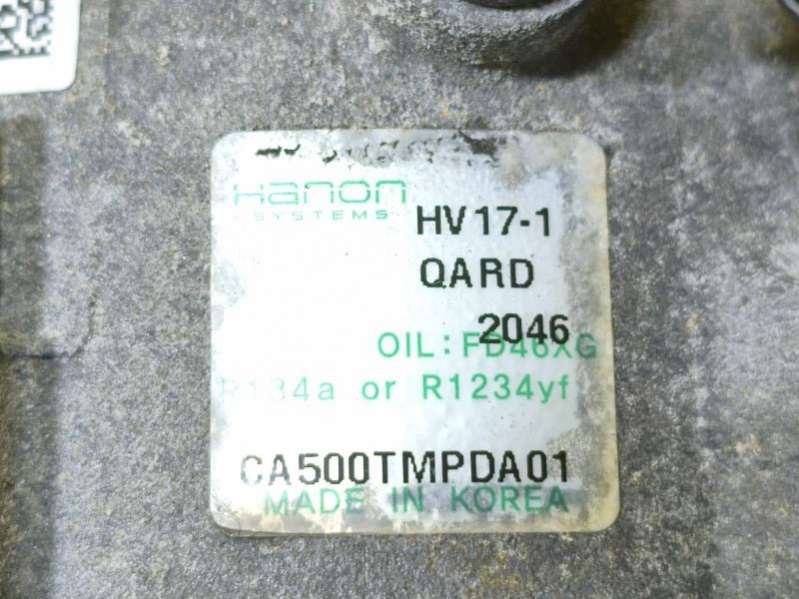 Hanon
SYSTEMS
HV17-1
QARD
2046
OIL: FD46XG
R134a or R1234yf
CA500TMPDA01
MADE IN KOREA